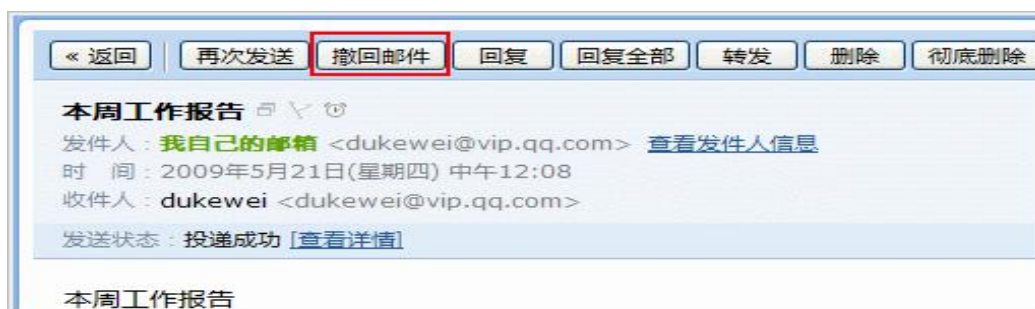 « 返回 再次发送 撤回邮件 回复 回复全部 转发 删除 彻底删除
本周工作报告
发件人：我自己的邮箱 <dukewei@vip.qq.com> 查看发件人信息
时 间：2009年5月21日(星期四) 中午12:08
收件人：dukewei <dukewei@vip.qq.com>
发送状态：投递成功 [查看详情]
本周工作报告